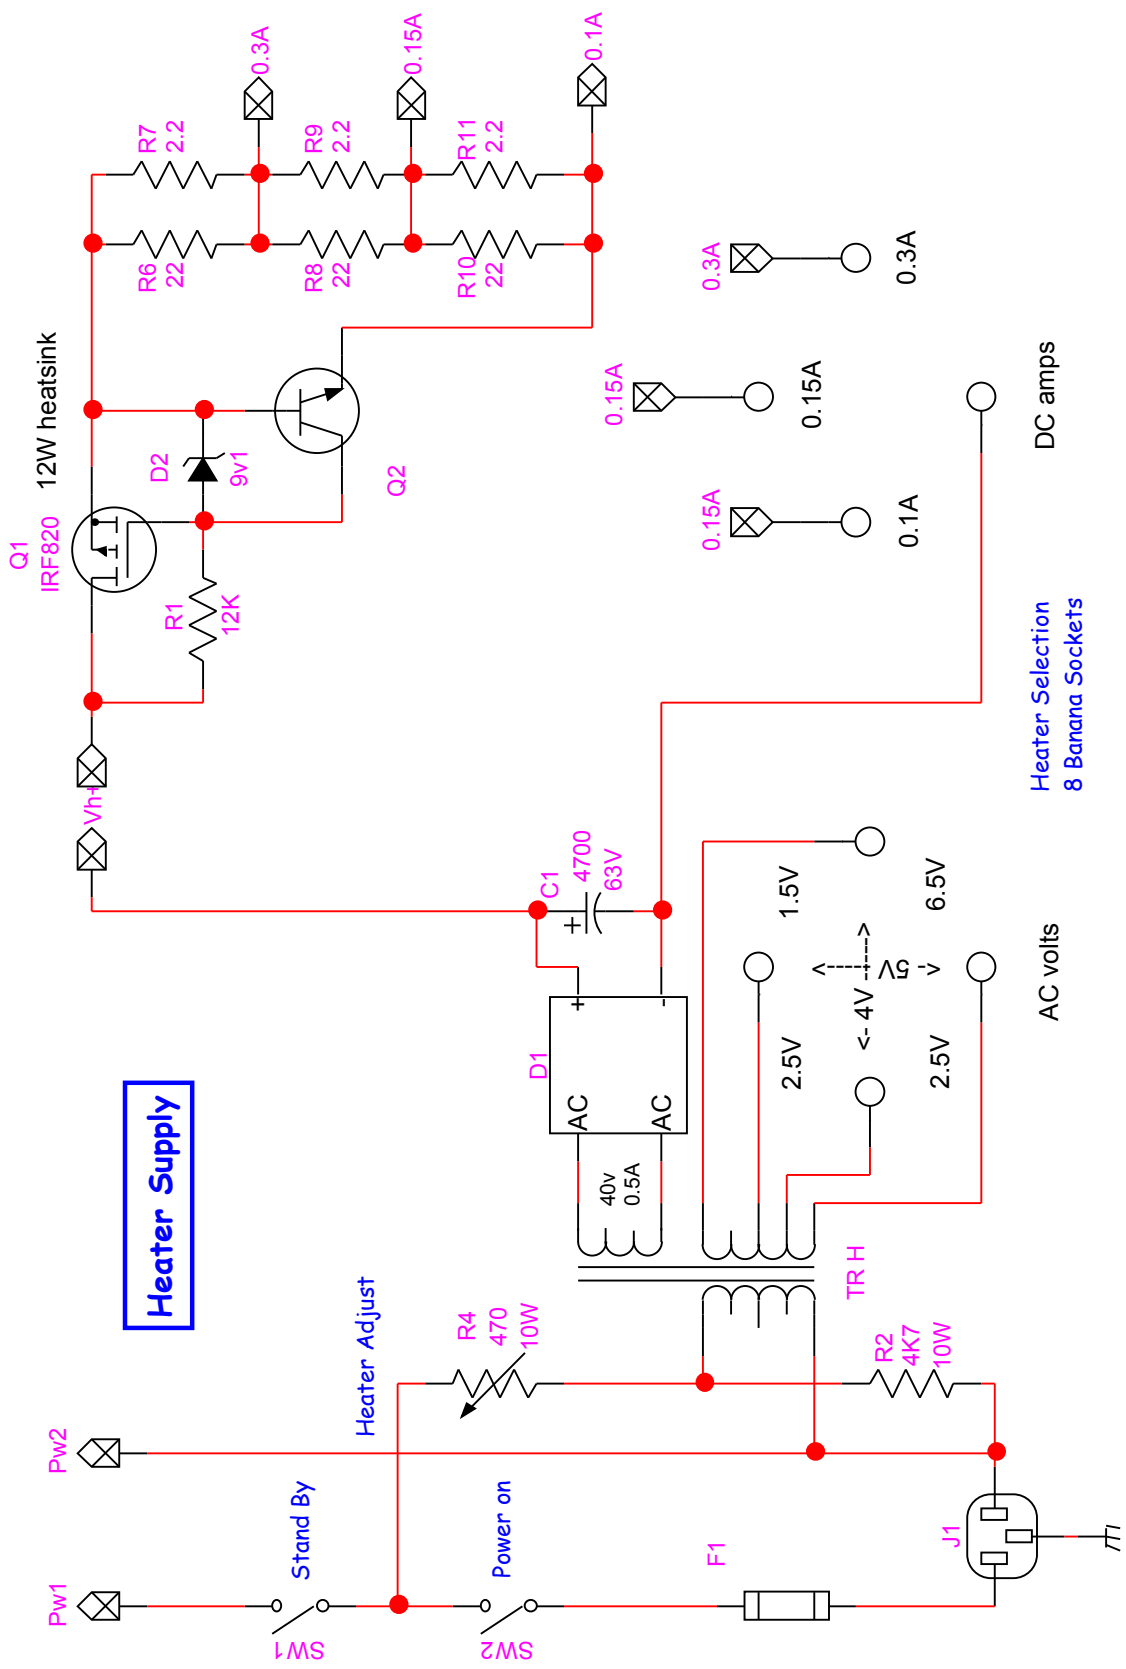 Heater Supply
Pw1
Pw2
Stand By
SW1
Power on
SW2
Heater Adjust
R4
470
10W
F1
J1
R2
4K7
10W
TR H
40v
0.5A
D1
AC
AC
+
-
C1
+
4700
63V
Vh+
Q1
IRF820
12W heatsink
R1
12K
D2
9v1
Q2
R6
22
R7
2.2
R8
22
R9
2.2
R10
22
R11
2.2
0.3A
0.15A
0.1A
2.5V
1.5V
<- 4V ------>
<----- 5V - ->
2.5V
6.5V
AC volts
0.15A
0.1A
0.15A
0.15A
0.3A
0.3A
DC amps
Heater Selection
8 Banana Sockets